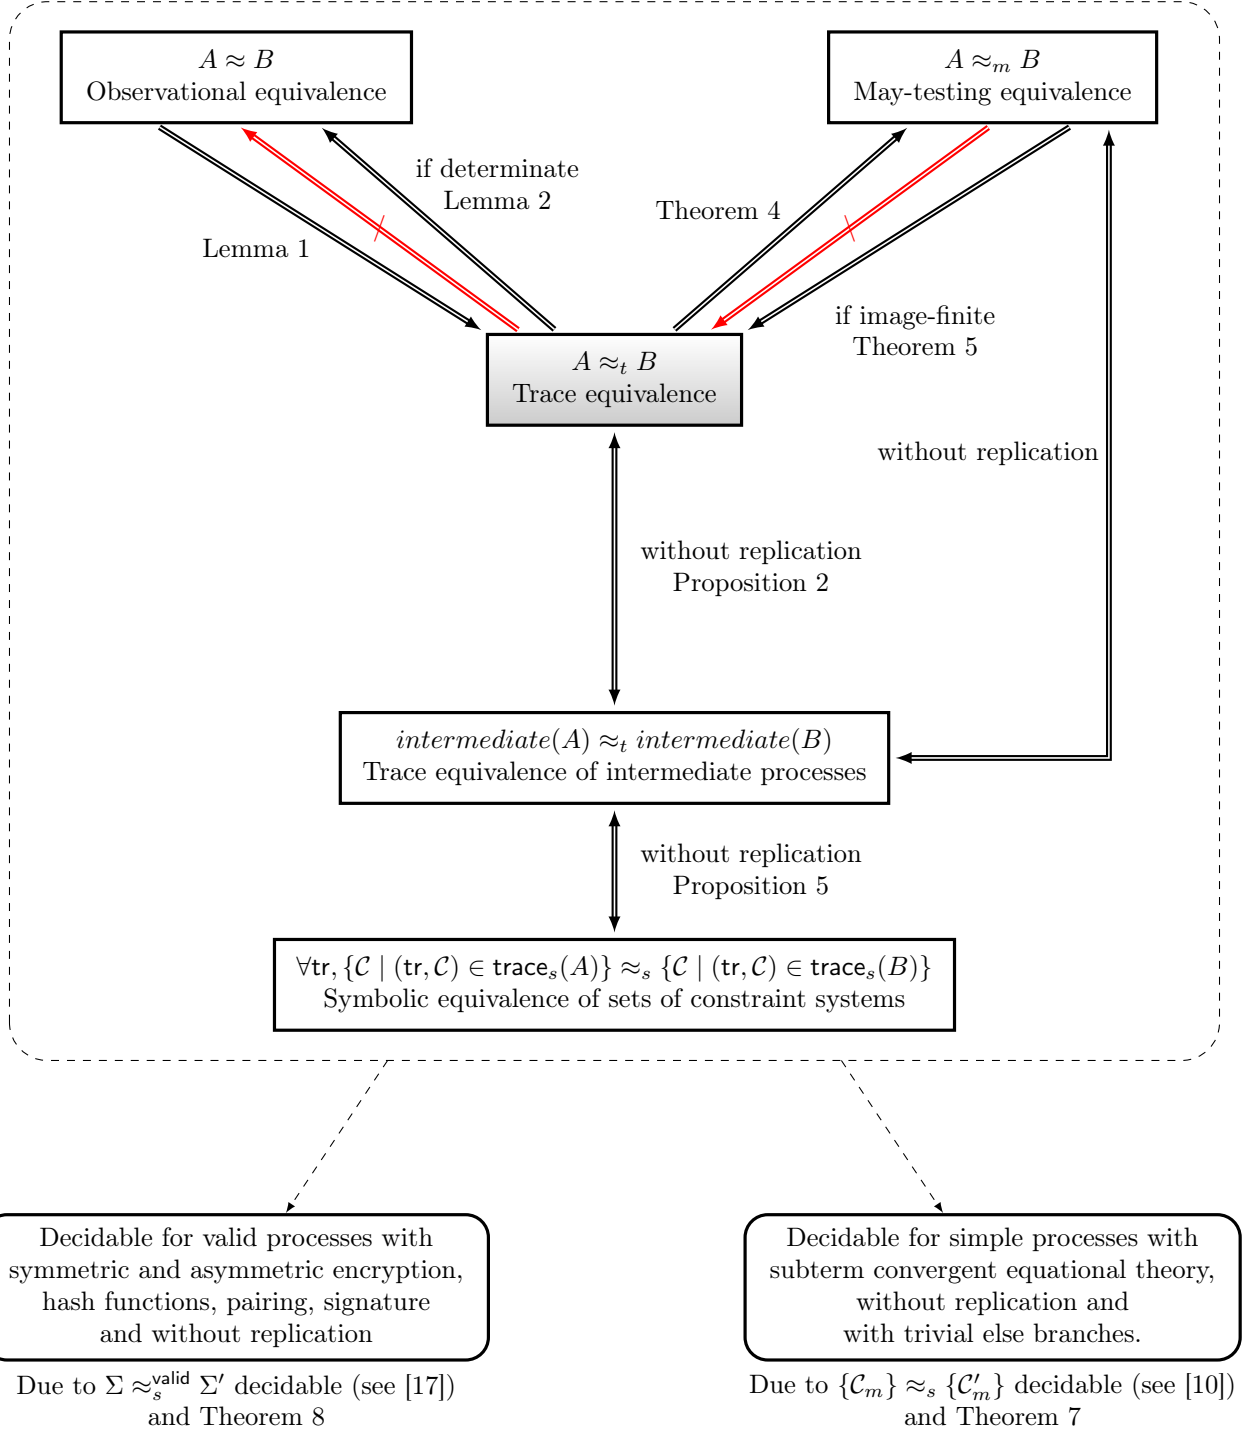 A ≈ B
Observational equivalence
A ≈ₘ B
May-testing equivalence
if determinate
Lemma 2
Theorem 4
Lemma 1
if image-finite
Theorem 5
A ≈ₜ B
Trace equivalence
without replication
without replication
Proposition 2
intermediate(A) ≈ₜ intermediate(B)
Trace equivalence of intermediate processes
without replication
Proposition 5
∀tr, {𝒞 | (tr, 𝒞) ∈ traceₛ(A)} ≈ₛ {𝒞 | (tr, 𝒞) ∈ traceₛ(B)}
Symbolic equivalence of sets of constraint systems
Decidable for valid processes with
symmetric and asymmetric encryption,
hash functions, pairing, signature
and without replication
Due to Σ ≈ₛ^valid Σ′ decidable (see [17])
and Theorem 8
Decidable for simple processes with
subterm convergent equational theory,
without replication and
with trivial else branches.
Due to {𝒞ₘ} ≈ₛ {𝒞′ₘ} decidable (see [10])
and Theorem 7